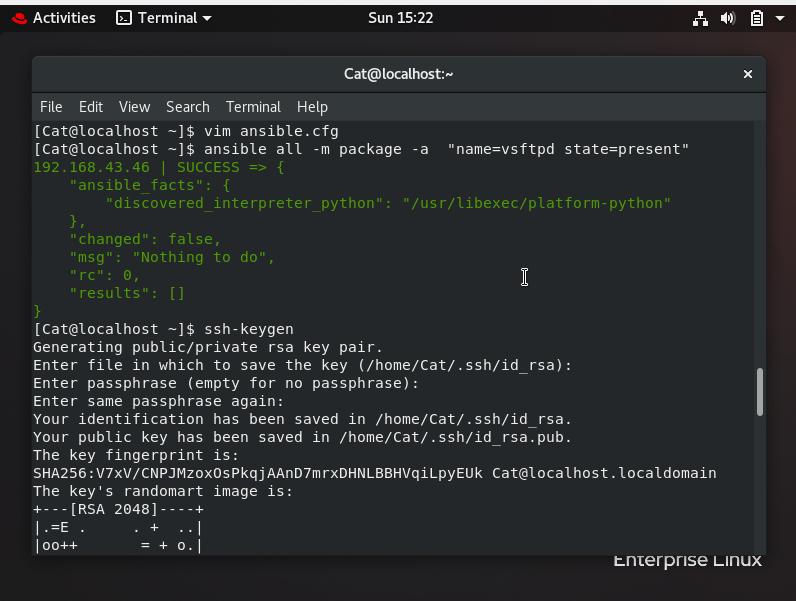 Activities Terminal Sun 15:22
Cat@localhost:~
File Edit View Search Terminal Help
[Cat@localhost ~]$ vim ansible.cfg
[Cat@localhost ~]$ ansible all -m package -a  "name=vsftpd state=present"
192.168.43.46 | SUCCESS => {
    "ansible_facts": {
        "discovered_interpreter_python": "/usr/libexec/platform-python"
    },
    "changed": false,
    "msg": "Nothing to do",
    "rc": 0,
    "results": []
}
[Cat@localhost ~]$ ssh-keygen
Generating public/private rsa key pair.
Enter file in which to save the key (/home/Cat/.ssh/id_rsa):
Enter passphrase (empty for no passphrase):
Enter same passphrase again:
Your identification has been saved in /home/Cat/.ssh/id_rsa.
Your public key has been saved in /home/Cat/.ssh/id_rsa.pub.
The key fingerprint is:
SHA256:V7xV/CNPJMzoxOsPkqjAAnD7mrxDHNLBBHVqiLpyEUk Cat@localhost.localdomain
The key's randomart image is:
+---[RSA 2048]----+
|.=E .     . +  ..|
|oo++       = + o.|
Enterprise Linux